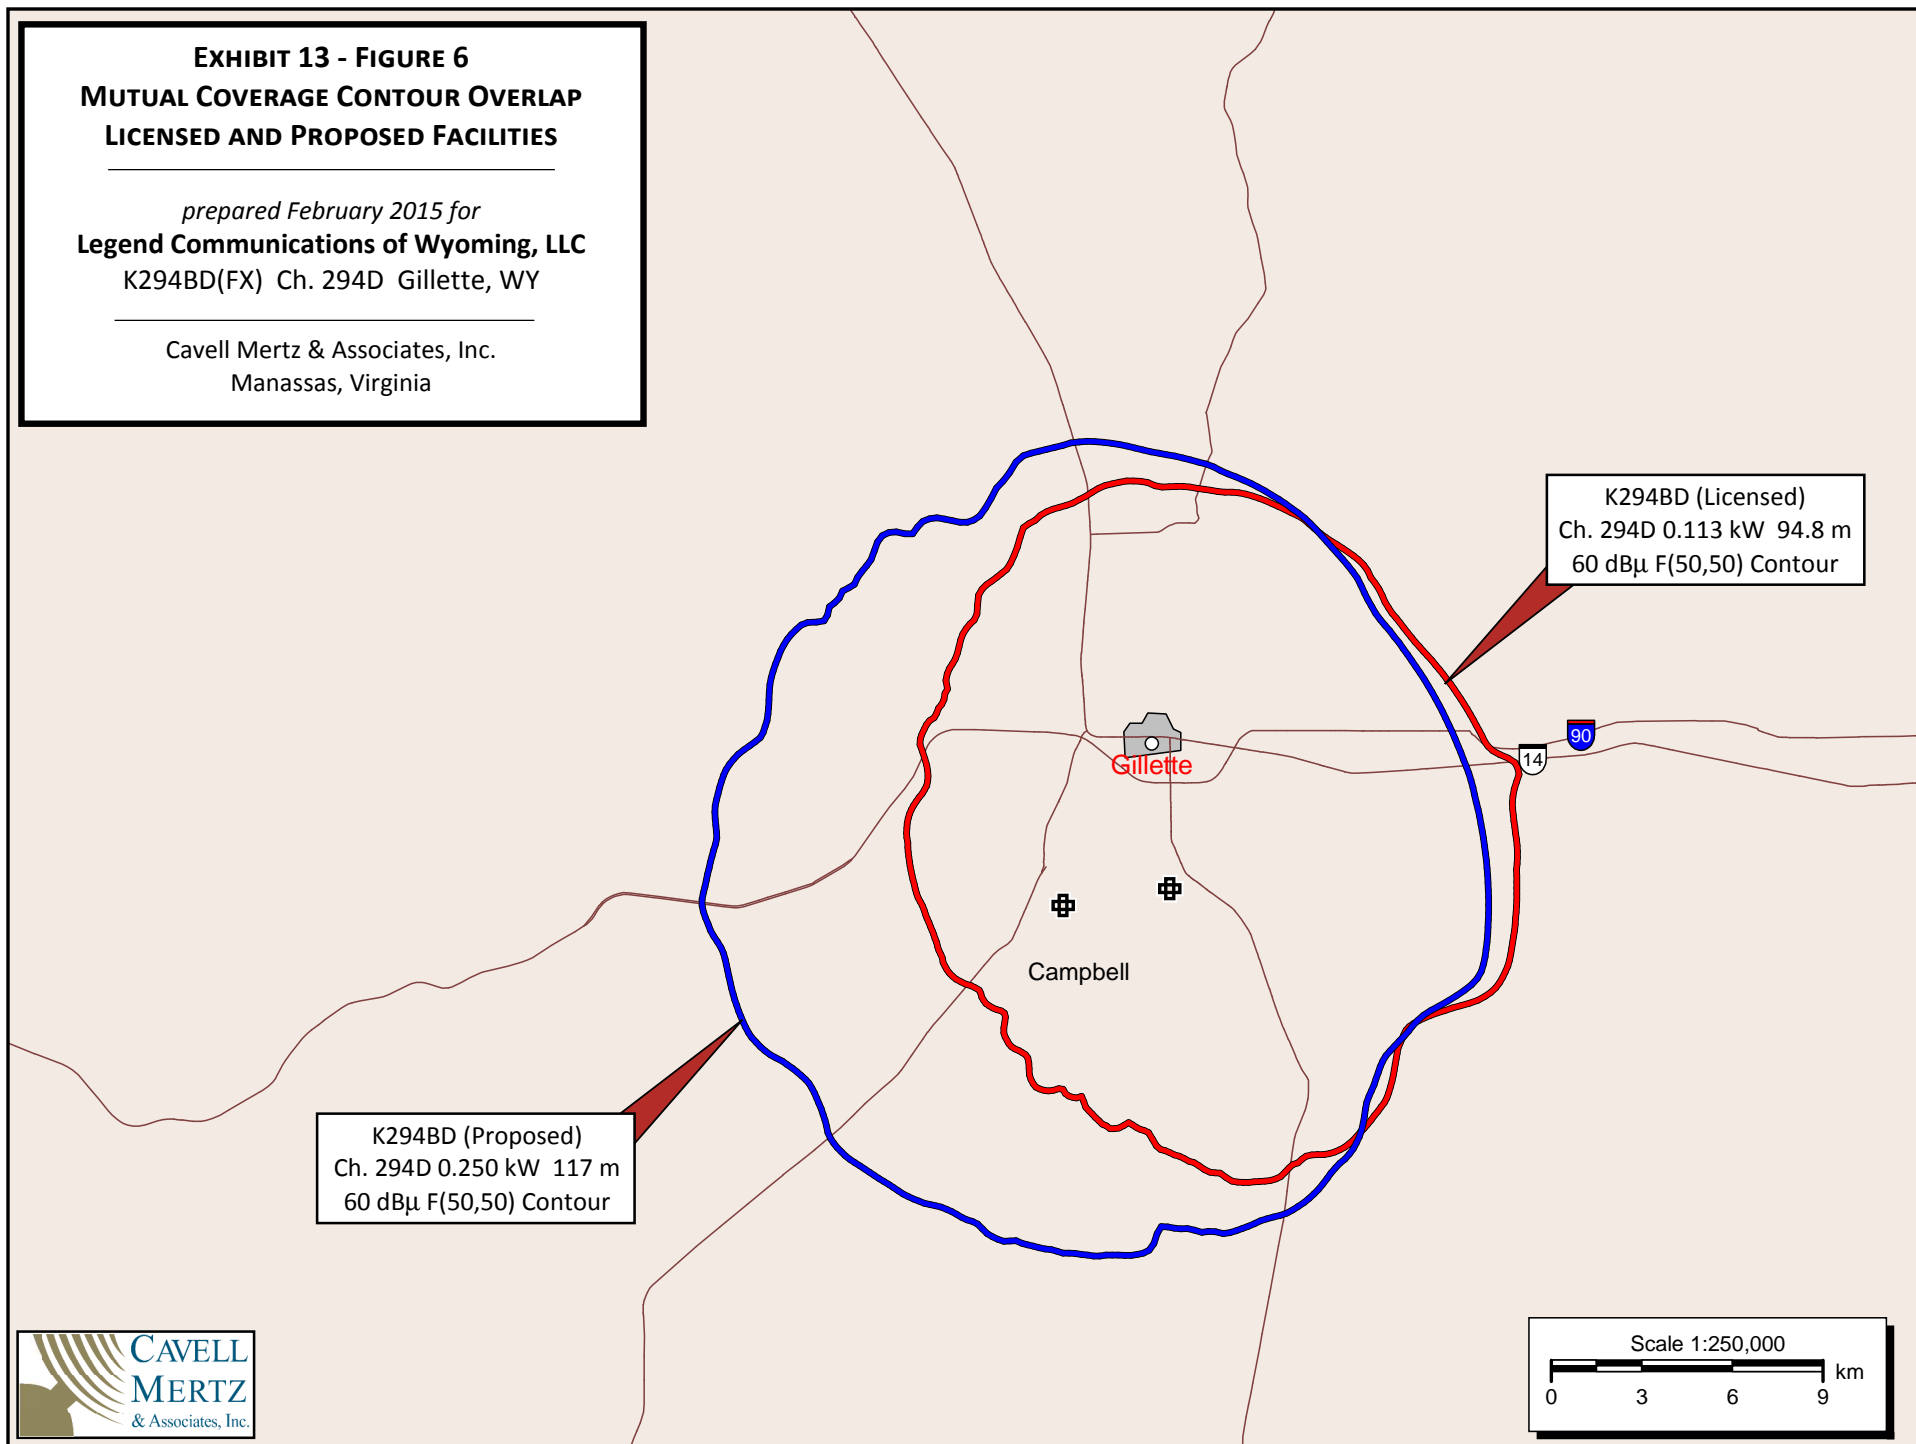 EXHIBIT 13 - FIGURE 6
MUTUAL COVERAGE CONTOUR OVERLAP
LICENSED AND PROPOSED FACILITIES
prepared February 2015 for
Legend Communications of Wyoming, LLC
K294BD(FX) Ch. 294D Gillette, WY
Cavell Mertz & Associates, Inc.
Manassas, Virginia
K294BD (Licensed)
Ch. 294D 0.113 kW 94.8 m
60 dBµ F(50,50) Contour
90
14
Gillette
Campbell
K294BD (Proposed)
Ch. 294D 0.250 kW 117 m
60 dBµ F(50,50) Contour
CAVELL
MERTZ
& Associates, Inc.
Scale 1:250,000
km
0 3 6 9